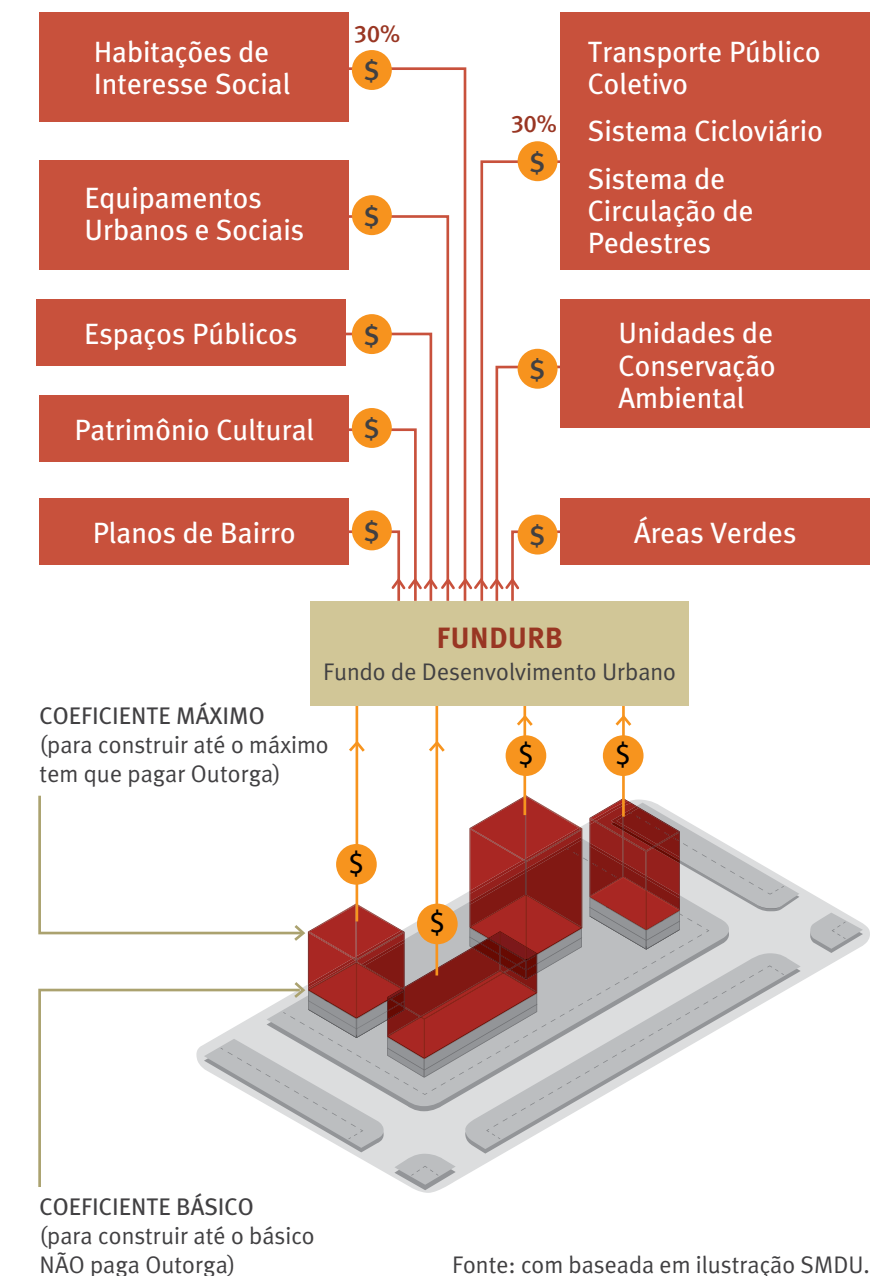 30%
Habitações de
Interesse Social
$
Equipamentos
Urbanos e Sociais
$
Espaços Públicos
$
Patrimônio Cultural
$
Planos de Bairro
$
30%
Transporte Público
Coletivo
Sistema Cicloviário
Sistema de
Circulação de
Pedestres
$
Unidades de
Conservação
Ambiental
$
Áreas Verdes
$
FUNDURB
Fundo de Desenvolvimento Urbano
COEFICIENTE MÁXIMO
(para construir até o máximo
tem que pagar Outorga)
$
$
$
$
COEFICIENTE BÁSICO
(para construir até o básico
NÃO paga Outorga)
Fonte: com baseada em ilustração SMDU.